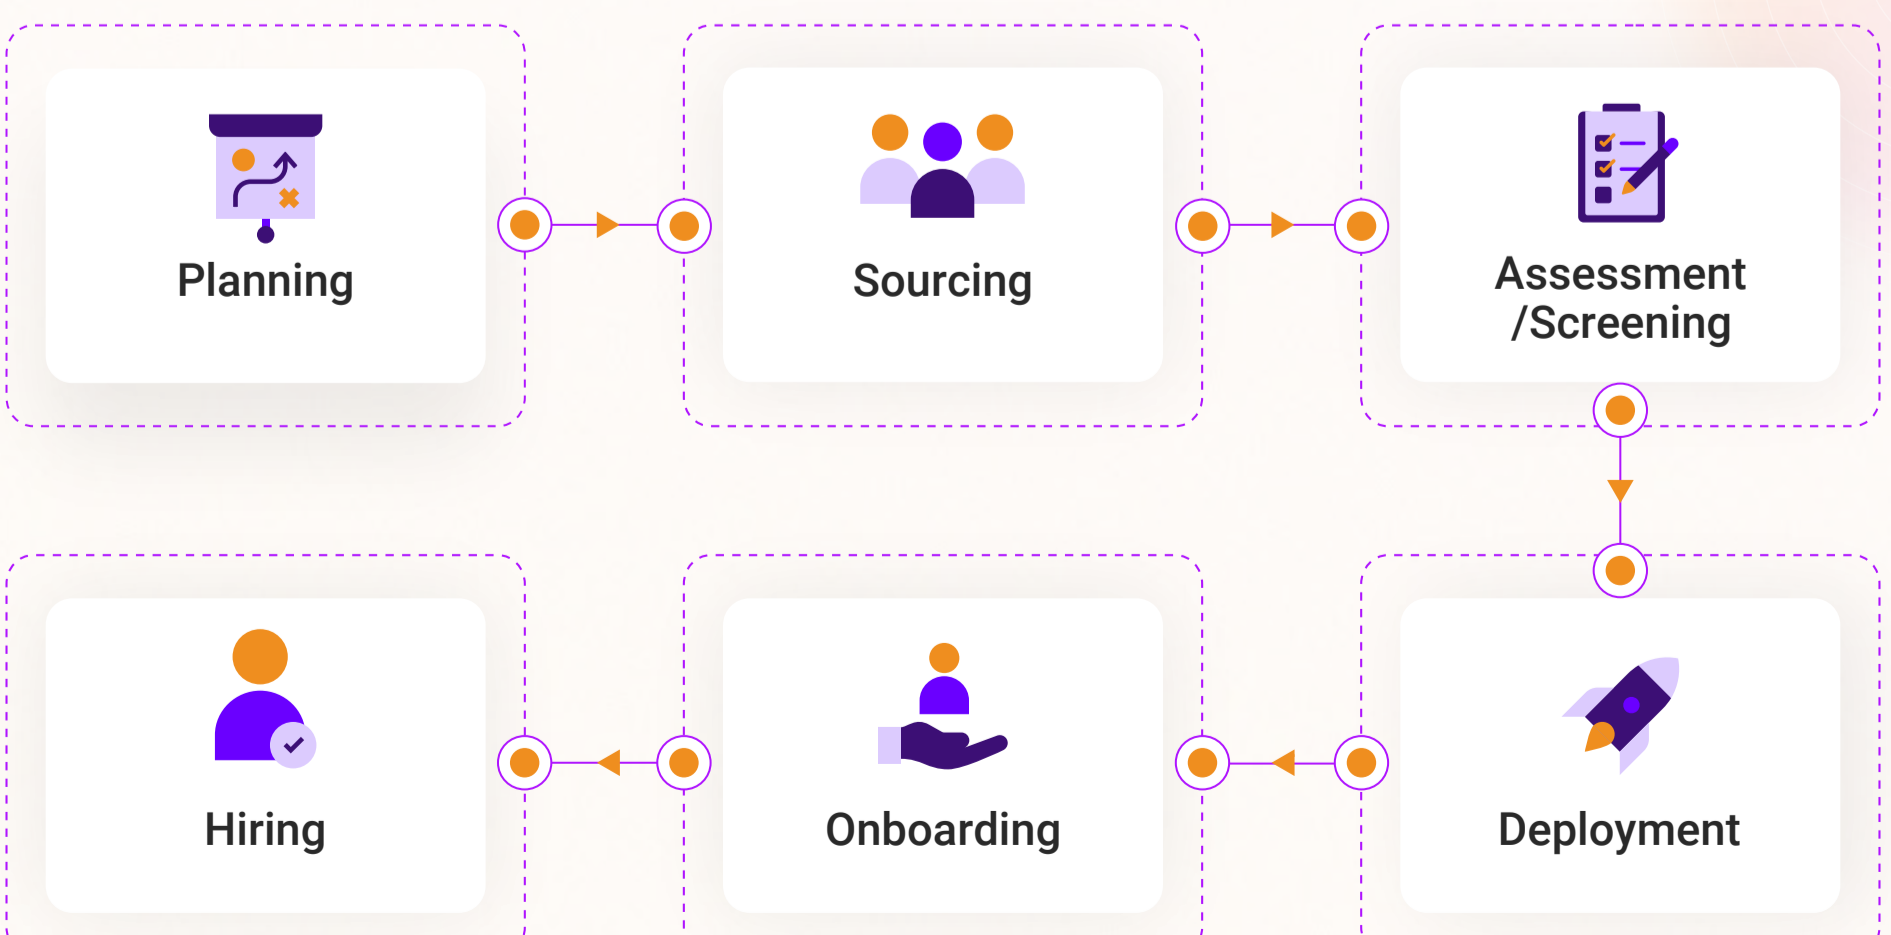 Planning
Sourcing
Assessment
/Screening
Hiring
Onboarding
Deployment